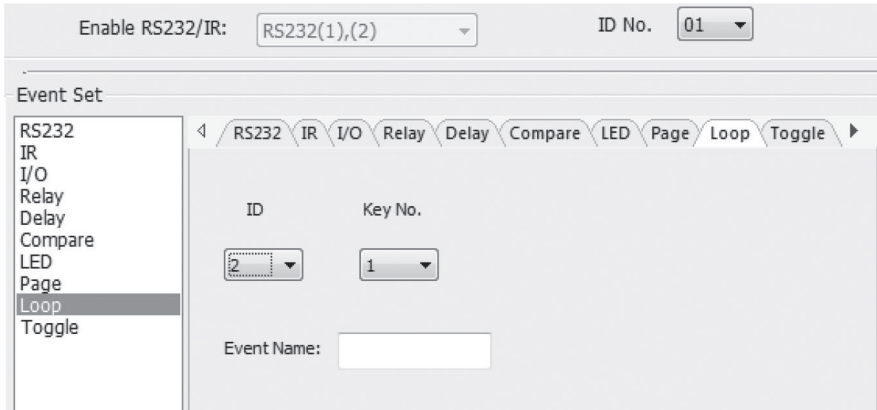 Enable RS232/IR: RS232(1),(2) ID No. 01
Event Set
RS232
IR
I/O
Relay
Delay
Compare
LED
Page
Loop
Toggle
RS232 IR I/O Relay Delay Compare LED Page Loop Toggle
ID Key No.
2 1
Event Name: